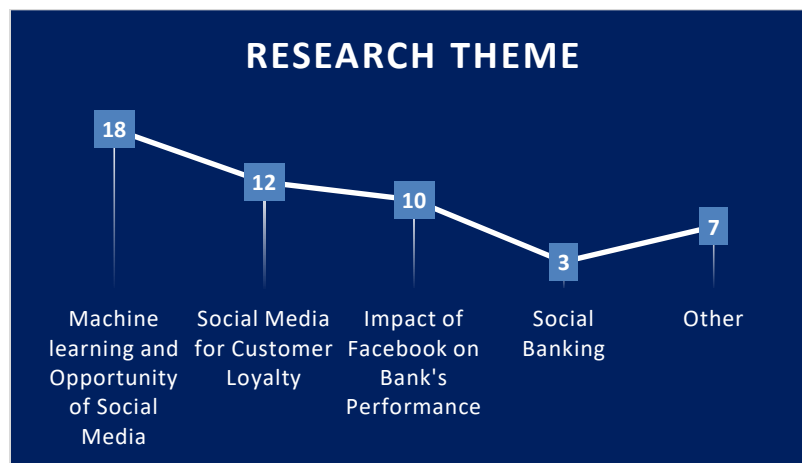 RESEARCH THEME
18
12
10
3
7
Machine
learning and
Opportunity
of Social
Media
Social Media
for Customer
Loyalty
Impact of
Facebook on
Bank's
Performance
Social
Banking
Other